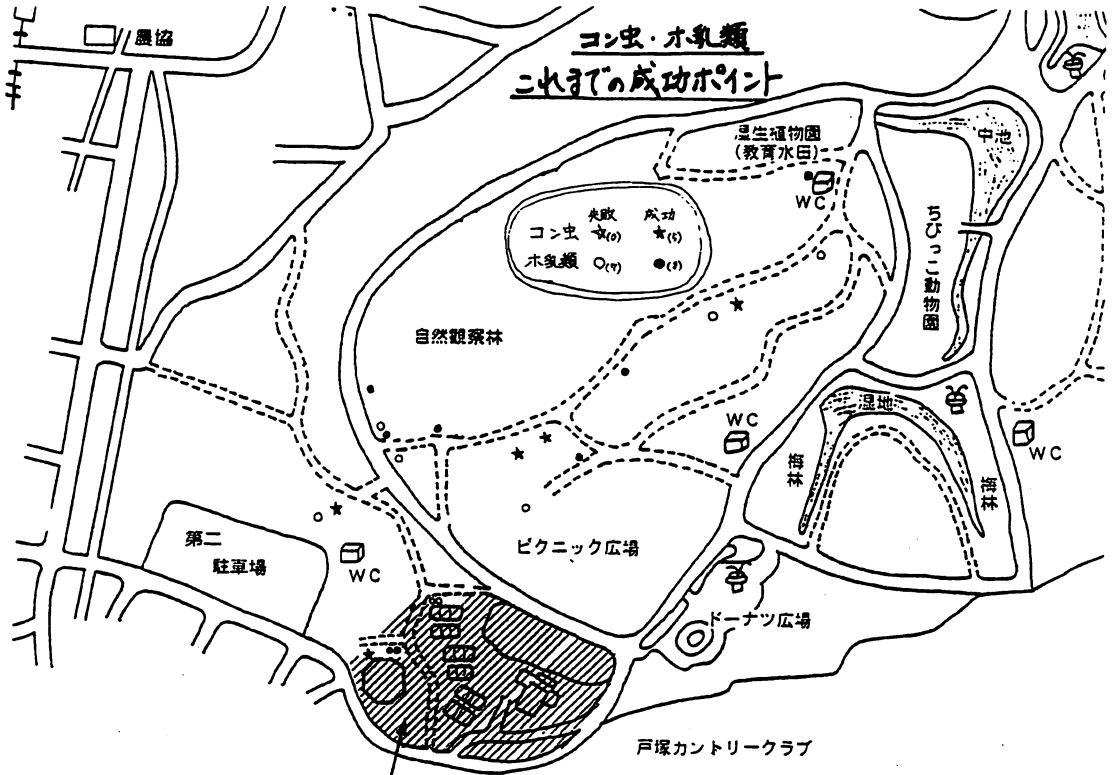 コン虫・ホ乳類
これまでの成功ポイント
農協
湿生植物園
(教育水田)
WC
中池
ちびっこ動物園
失敗 成功
コン虫 ☆(0) ★(5)
ホ乳類 ○(7) ●(8)
自然観察林
湿地
WC
WC
梅林
梅林
第二
駐車場
WC
ピクニック広場
ドーナツ広場
戸塚カントリークラブ